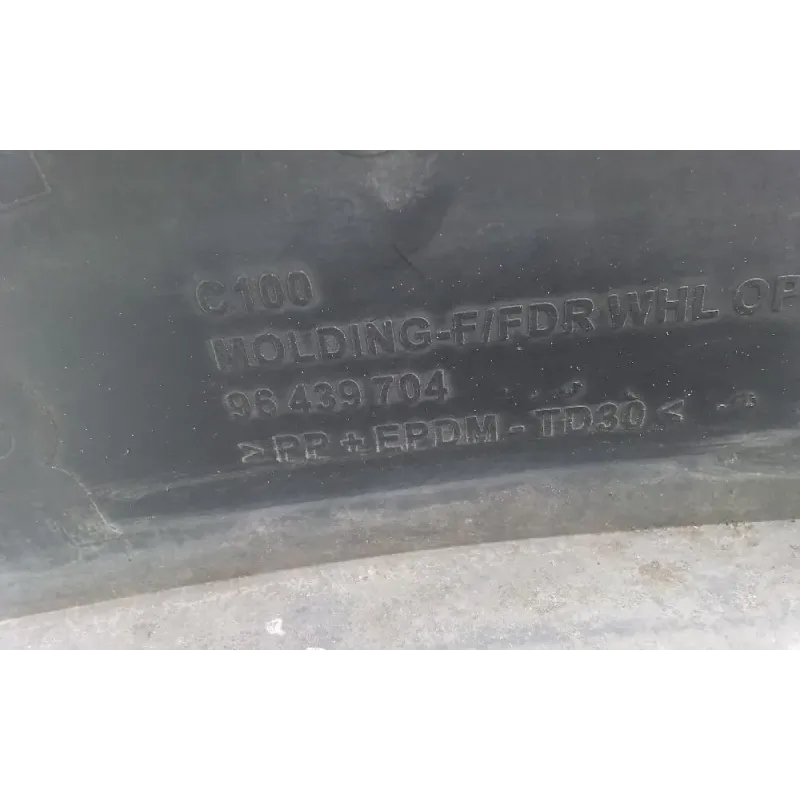 C100
MOLDING-F/FDR WHL OP
96 439 704
>PP + EPDM - TD30<